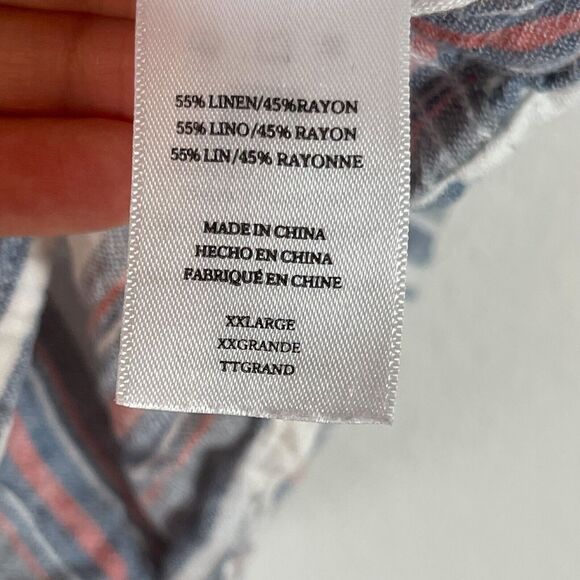 55% LINEN/45%RAYON
55% LINO/45% RAYON
55% LIN/45% RAYONNE
MADE IN CHINA
HECHO EN CHINA
FABRIQUÉ EN CHINE
XXLARGE
XXGRANDE
TTGRAND